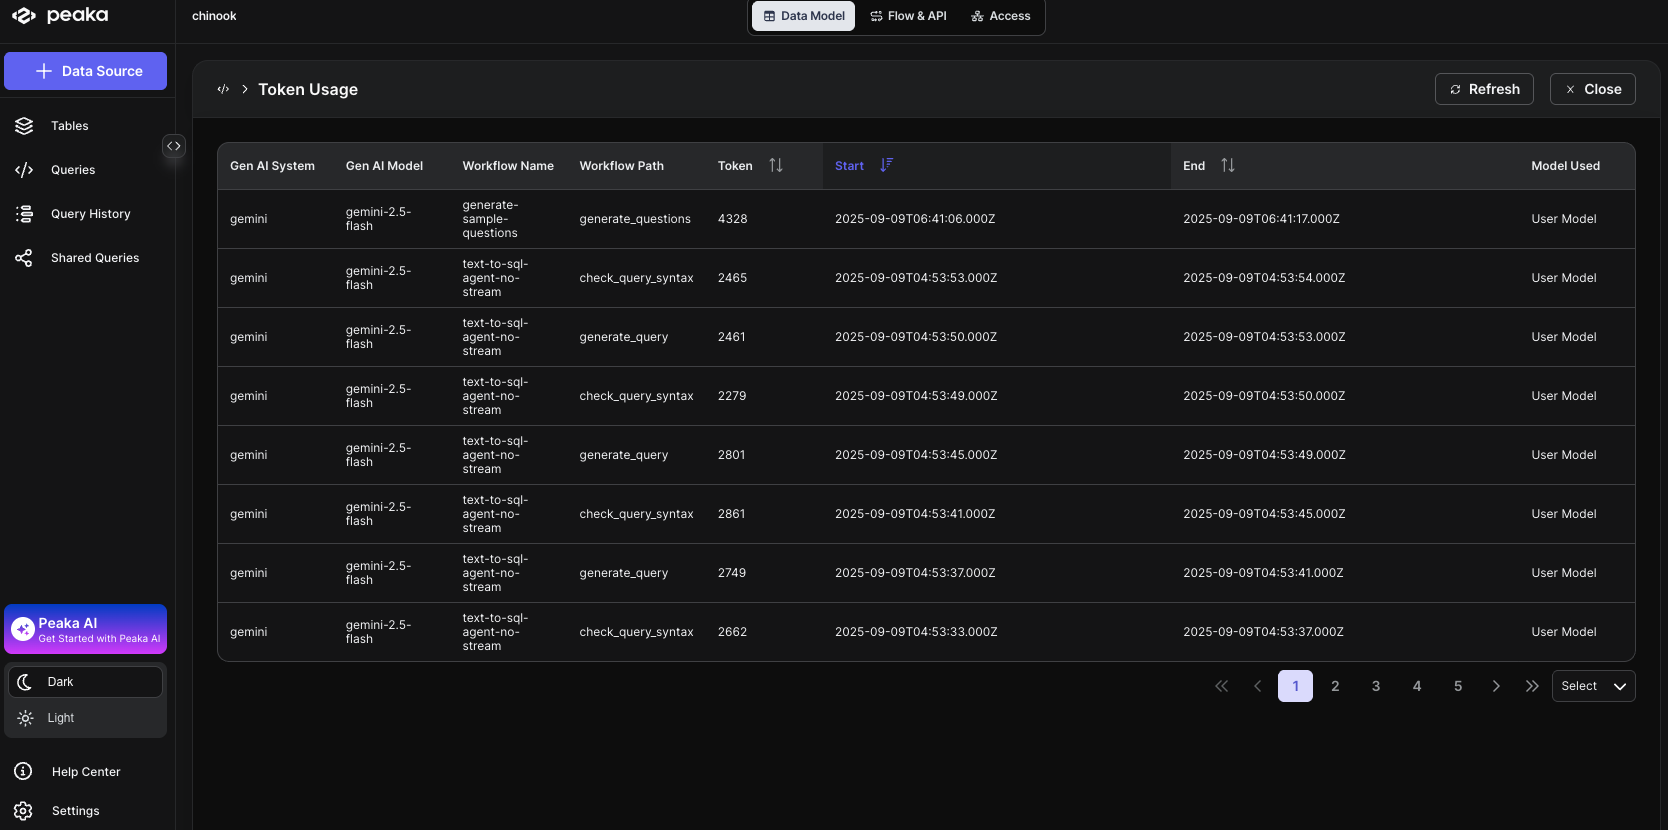 peaka
chinook
Data Model
Flow & API
Access
Data Source
Tables
Queries
Query History
Shared Queries
Token Usage
Refresh
Close
Gen AI System Gen AI Model Workflow Name Workflow Path Token Start End Model Used
gemini gemini-2.5-flash generate-sample-questions generate_questions 4328 2025-09-09T06:41:06.000Z 2025-09-09T06:41:17.000Z User Model
gemini gemini-2.5-flash text-to-sql-agent-no-stream check_query_syntax 2465 2025-09-09T04:53:53.000Z 2025-09-09T04:53:54.000Z User Model
gemini gemini-2.5-flash text-to-sql-agent-no-stream generate_query 2461 2025-09-09T04:53:50.000Z 2025-09-09T04:53:53.000Z User Model
gemini gemini-2.5-flash text-to-sql-agent-no-stream check_query_syntax 2279 2025-09-09T04:53:49.000Z 2025-09-09T04:53:50.000Z User Model
gemini gemini-2.5-flash text-to-sql-agent-no-stream generate_query 2801 2025-09-09T04:53:45.000Z 2025-09-09T04:53:49.000Z User Model
gemini gemini-2.5-flash text-to-sql-agent-no-stream check_query_syntax 2861 2025-09-09T04:53:41.000Z 2025-09-09T04:53:45.000Z User Model
gemini gemini-2.5-flash text-to-sql-agent-no-stream generate_query 2749 2025-09-09T04:53:37.000Z 2025-09-09T04:53:41.000Z User Model
gemini gemini-2.5-flash text-to-sql-agent-no-stream check_query_syntax 2662 2025-09-09T04:53:33.000Z 2025-09-09T04:53:37.000Z User Model
1 2 3 4 5 Select
Peaka AI
Get Started with Peaka AI
Dark
Light
Help Center
Settings